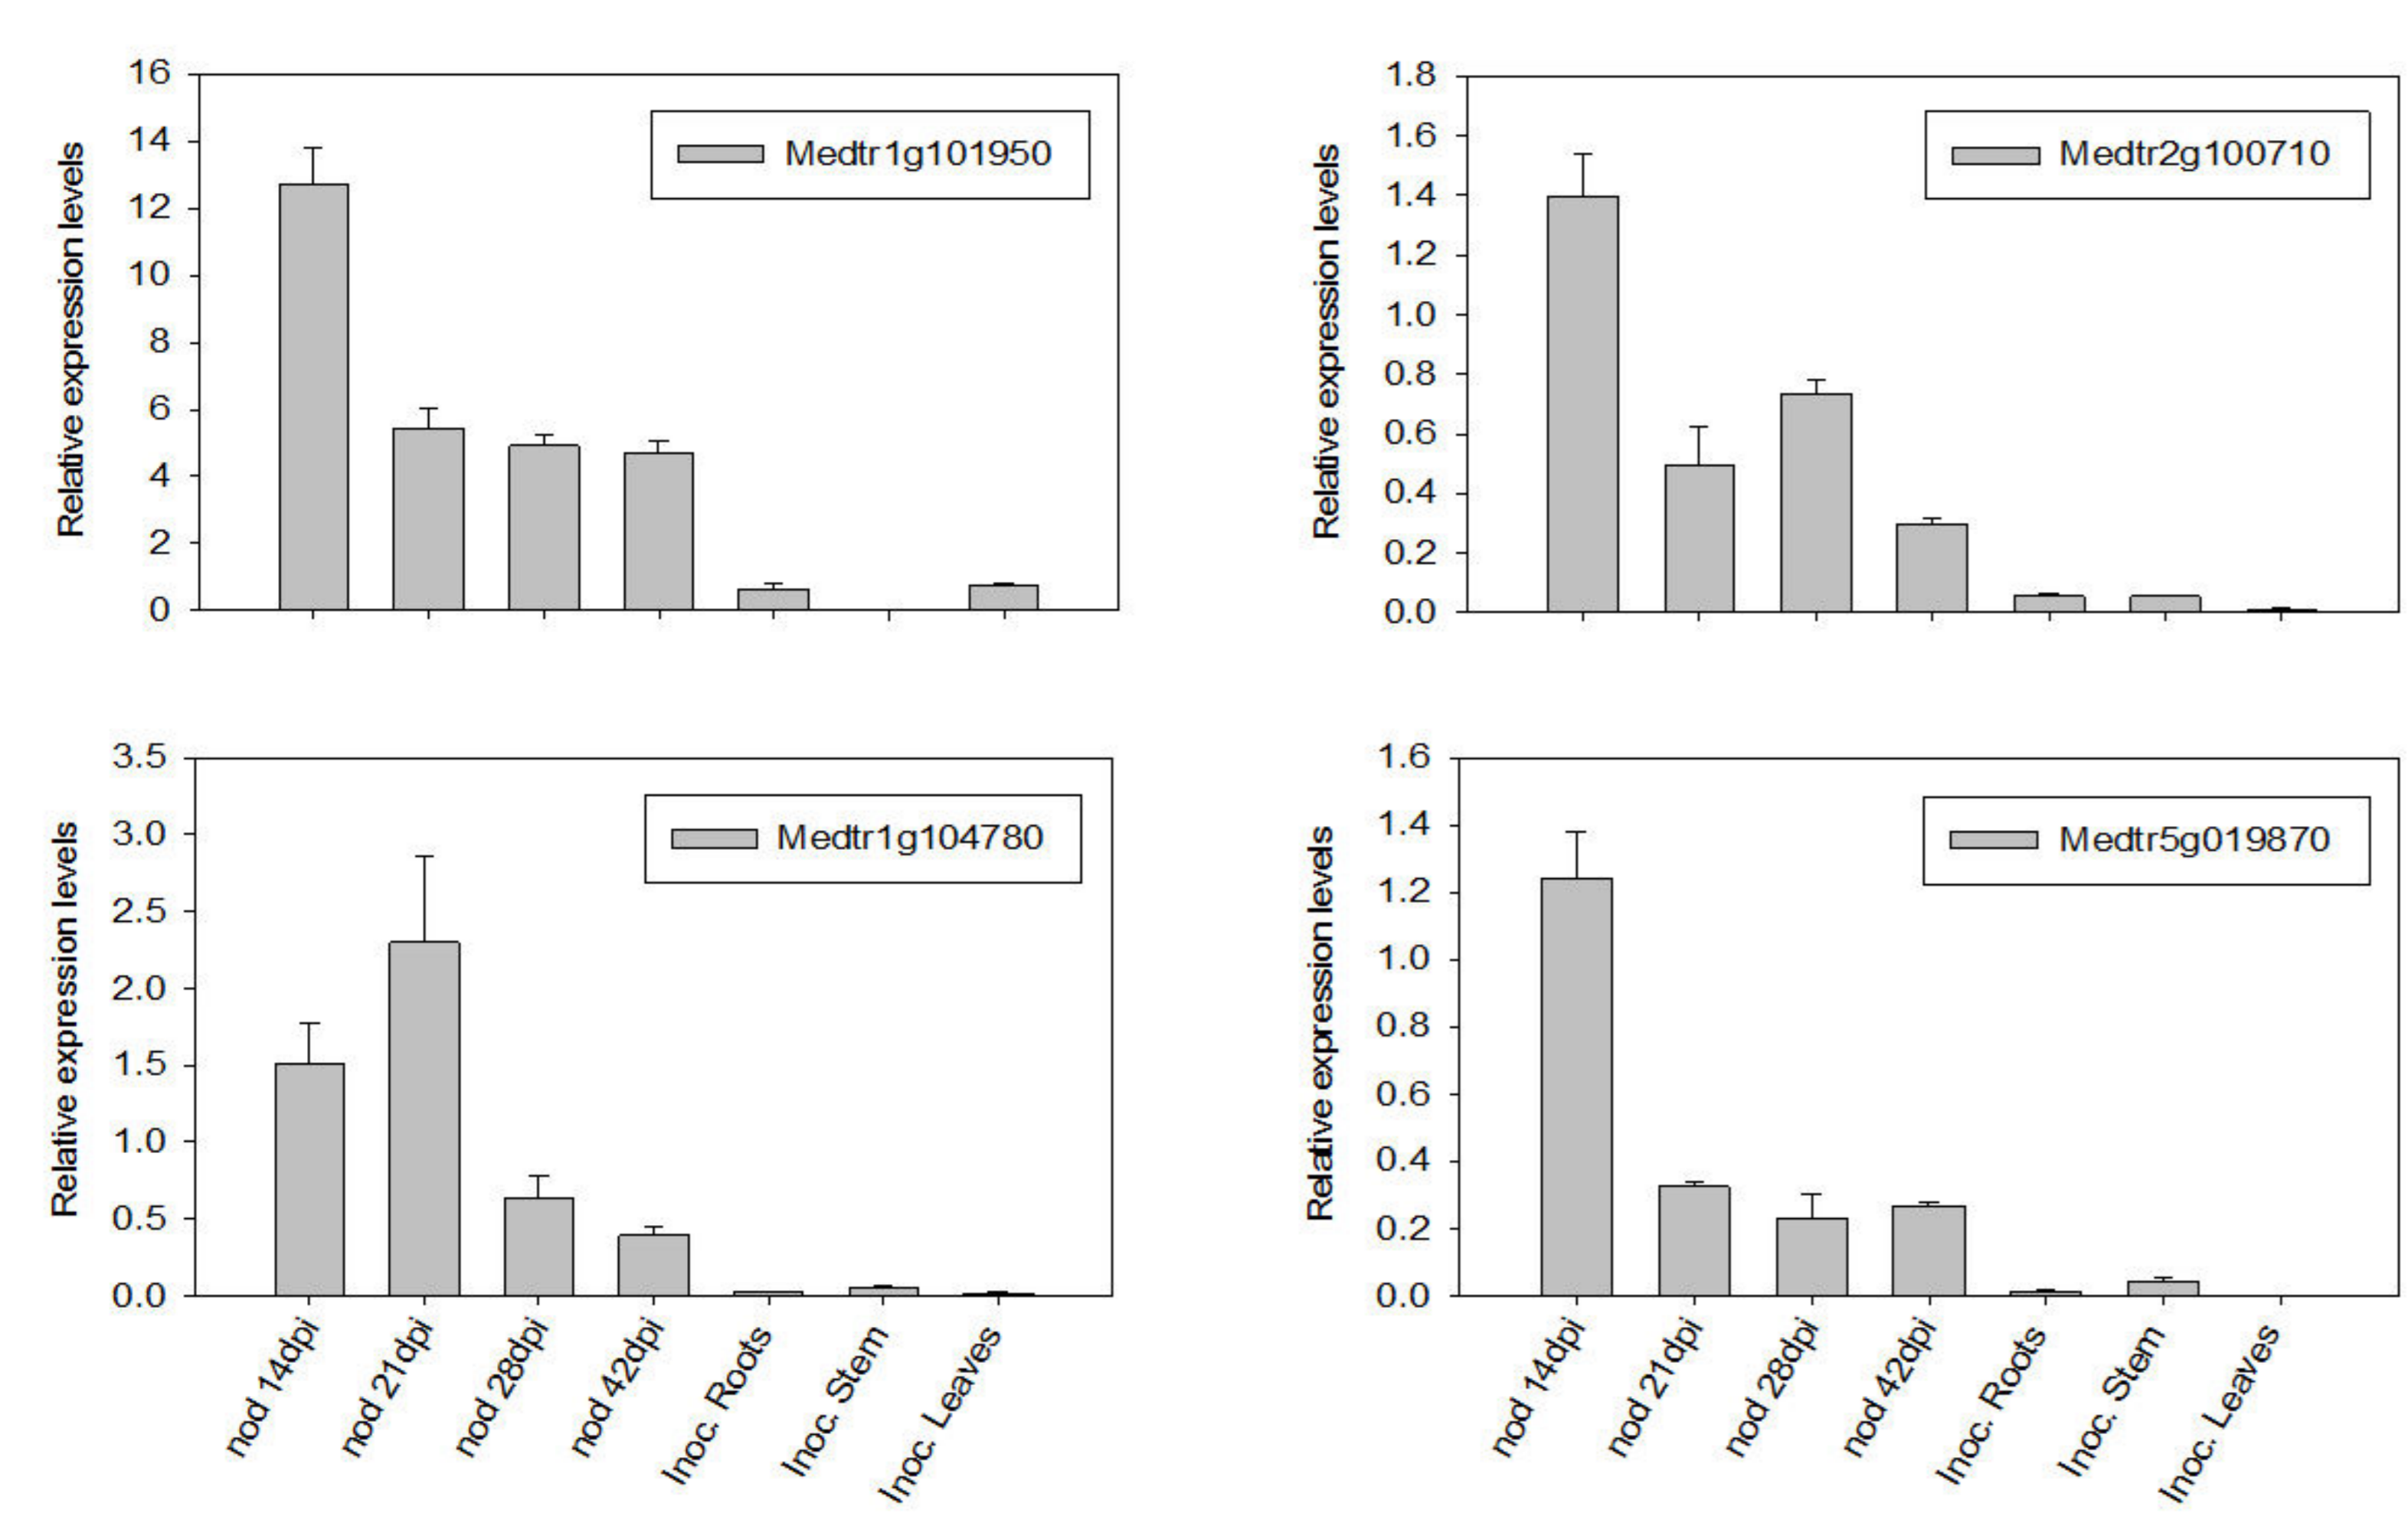 Relative expression levels
16
14
12
10
8
6
4
2
0
Medtr1g101950
Relative expression levels
1.8
1.6
1.4
1.2
1.0
0.8
0.6
0.4
0.2
0.0
Medtr2g100710
Relative expression levels
3.5
3.0
2.5
2.0
1.5
1.0
0.5
0.0
Medtr1g104780
nod 14dpi
nod 21dpi
nod 28dpi
nod 42dpi
Inoc. Roots
Inoc. Stem
Inoc. Leaves
Relative expression levels
1.6
1.4
1.2
1.0
0.8
0.6
0.4
0.2
0.0
Medtr5g019870
nod 14dpi
nod 21dpi
nod 28dpi
nod 42dpi
Inoc. Roots
Inoc. Stem
Inoc. Leaves